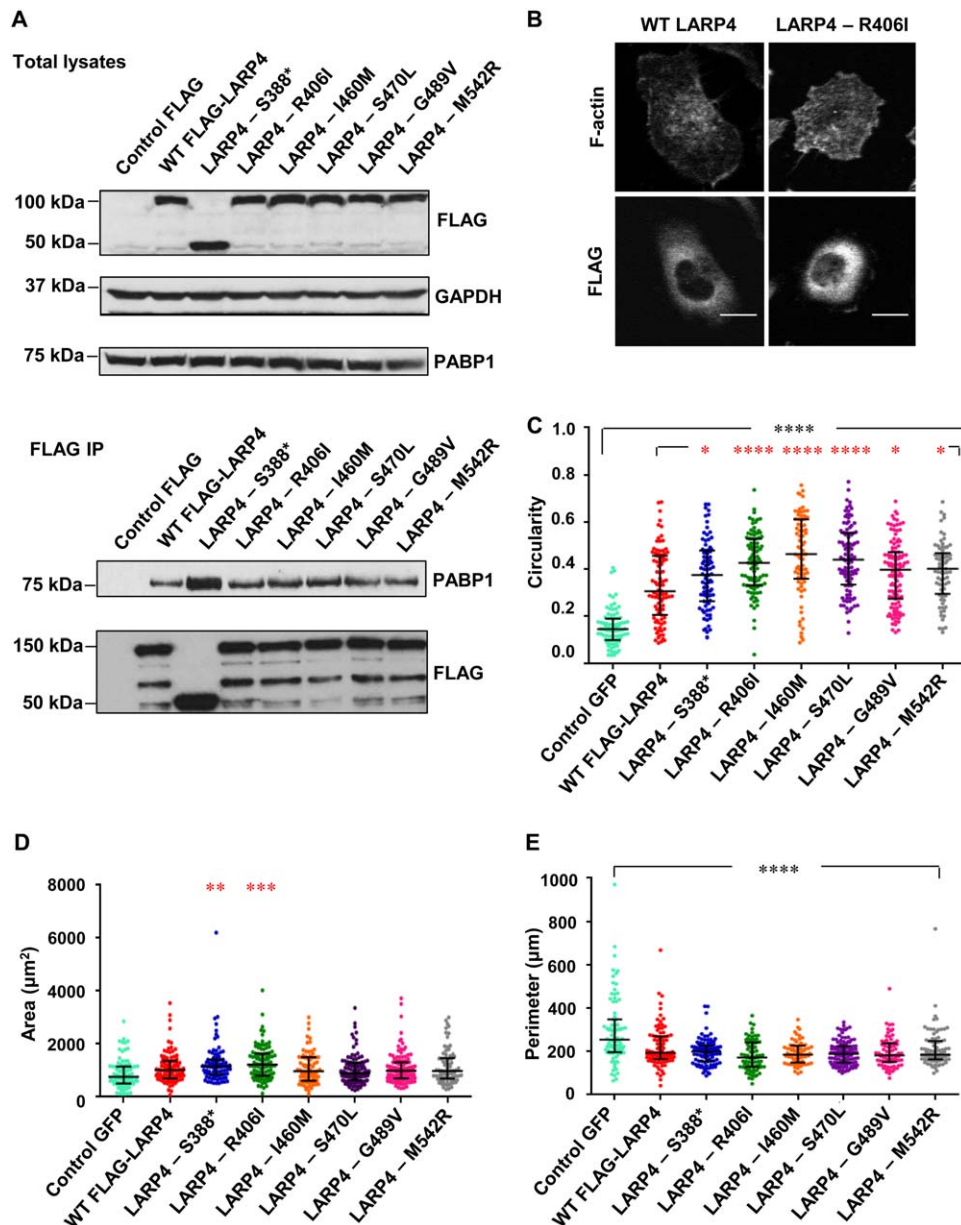 A
Total lysates
Control FLAG
WT FLAG-LARP4
LARP4 – S388*
LARP4 – R406I
LARP4 – I460M
LARP4 – S470L
LARP4 – G489V
LARP4 – M542R
100 kDa
50 kDa
FLAG
37 kDa
GAPDH
75 kDa
PABP1
FLAG IP
Control FLAG
WT FLAG-LARP4
LARP4 – S388*
LARP4 – R406I
LARP4 – I460M
LARP4 – S470L
LARP4 – G489V
LARP4 – M542R
75 kDa
PABP1
150 kDa
50 kDa
FLAG
B
WT LARP4
LARP4 – R406I
F-actin
FLAG
C
****
* **** **** **** * *
Circularity
1.0
0.8
0.6
0.4
0.2
0.0
Control GFP
WT FLAG-LARP4
LARP4 – S388*
LARP4 – R406I
LARP4 – I460M
LARP4 – S470L
LARP4 – G489V
LARP4 – M542R
D
** ***
Area (µm²)
8000
6000
4000
2000
0
Control GFP
WT FLAG-LARP4
LARP4 – S388*
LARP4 – R406I
LARP4 – I460M
LARP4 – S470L
LARP4 – G489V
LARP4 – M542R
E
****
Perimeter (µm)
1000
800
600
400
200
0
Control GFP
WT FLAG-LARP4
LARP4 – S388*
LARP4 – R406I
LARP4 – I460M
LARP4 – S470L
LARP4 – G489V
LARP4 – M542R